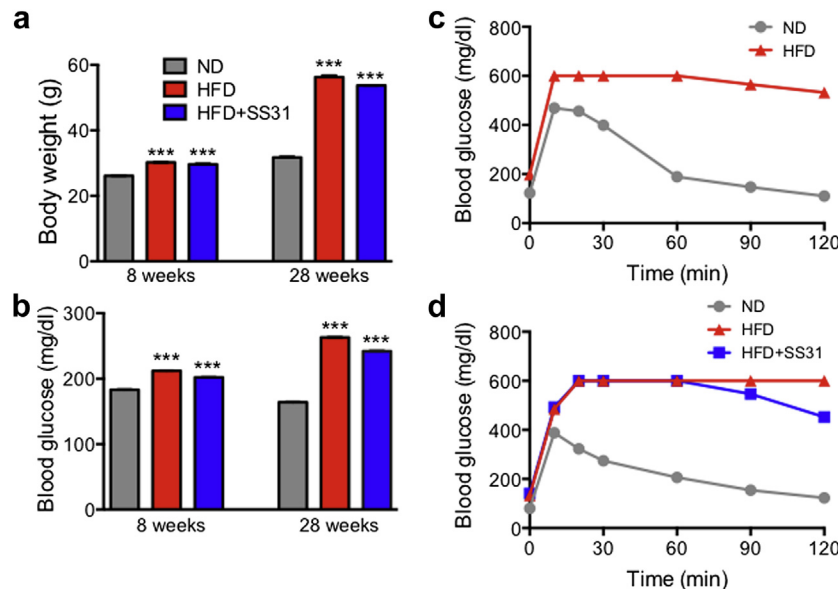 a
Body weight (g)
60
40
20
0
ND
HFD
HFD+SS31
***
***
***
***
8 weeks
28 weeks
b
Blood glucose (mg/dl)
300
200
100
0
***
***
***
***
8 weeks
28 weeks
c
Blood glucose (mg/dl)
800
600
400
200
0
ND
HFD
0
30
60
90
120
Time (min)
d
Blood glucose (mg/dl)
ND
HFD
HFD+SS31
800
600
400
200
0
0
30
60
90
120
Time (min)